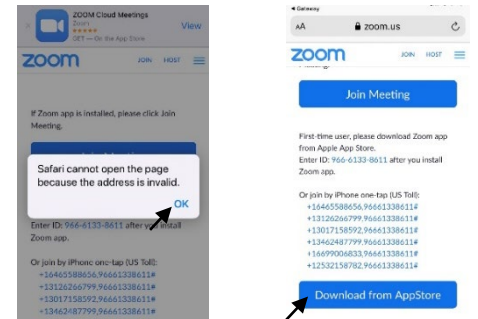 ZOOM Cloud Meetings
Zoom
GET — On the App Store
View
zoom
JOIN HOST
If Zoom app is installed, please click Join
Meeting.
Safari cannot open the page
because the address is invalid.
OK
Enter ID: 966-6133-8611 after you install
Zoom app.
Or join by iPhone one-tap (US Toll):
+16465588656,96661338611#
+13126266799,96661338611#
+13017158592,96661338611#
+13462487799,96661338611#
Gateway
AA zoom.us
zoom
JOIN HOST
Join Meeting
First-time user, please download Zoom app
from Apple App Store.
Enter ID: 966-6133-8611 after you install
Zoom app.
Or join by iPhone one-tap (US Toll):
+16465588656,96661338611#
+13126266799,96661338611#
+13017158592,96661338611#
+13462487799,96661338611#
+16699006833,96661338611#
+12532158782,96661338611#
Download from AppStore